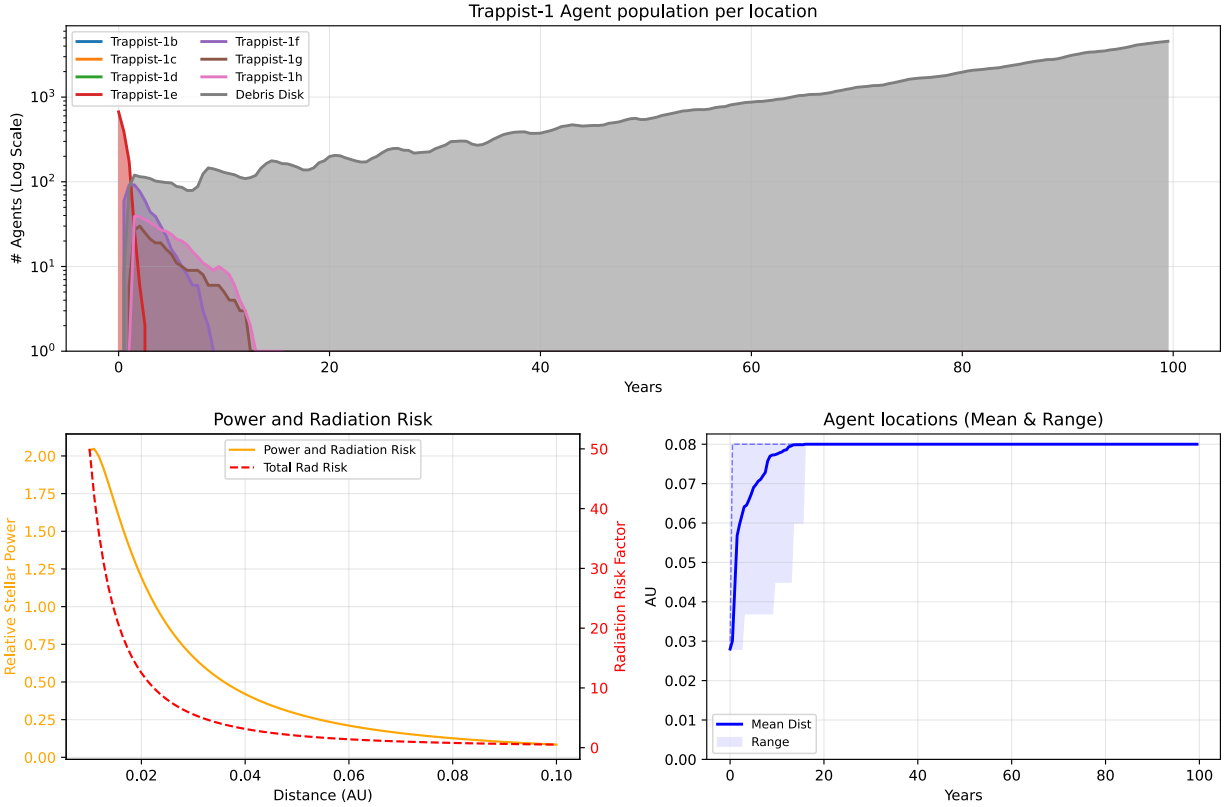 Trappist-1 Agent population per location
# Agents (Log Scale)
10³
10²
10¹
10⁰
Trappist-1b
Trappist-1c
Trappist-1d
Trappist-1e
Trappist-1f
Trappist-1g
Trappist-1h
Debris Disk
0 20 40 60 80 100
Years
Power and Radiation Risk
Relative Stellar Power
2.00
1.75
1.50
1.25
1.00
0.75
0.50
0.25
0.00
Power and Radiation Risk
Total Rad Risk
50
40
30
20
10
0
Radiation Risk Factor
0.02 0.04 0.06 0.08 0.10
Distance (AU)
Agent locations (Mean & Range)
AU
0.08
0.07
0.06
0.05
0.04
0.03
0.02
0.01
0.00
Mean Dist
Range
0 20 40 60 80 100
Years